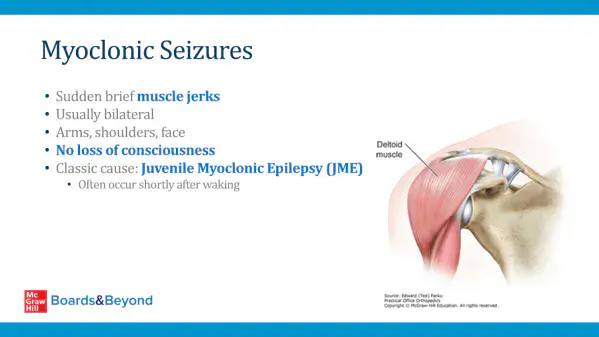 Myoclonic Seizures
• Sudden brief muscle jerks
• Usually bilateral
• Arms, shoulders, face
• No loss of consciousness
• Classic cause: Juvenile Myoclonic Epilepsy (JME)
• Often occur shortly after waking
Deltoid
muscle
Source: Edward (Ted) Parks
Practical Office Orthopedics
Copyright © McGraw-Hill Education. All rights reserved.
Mc
Graw
Hill
Boards&Beyond